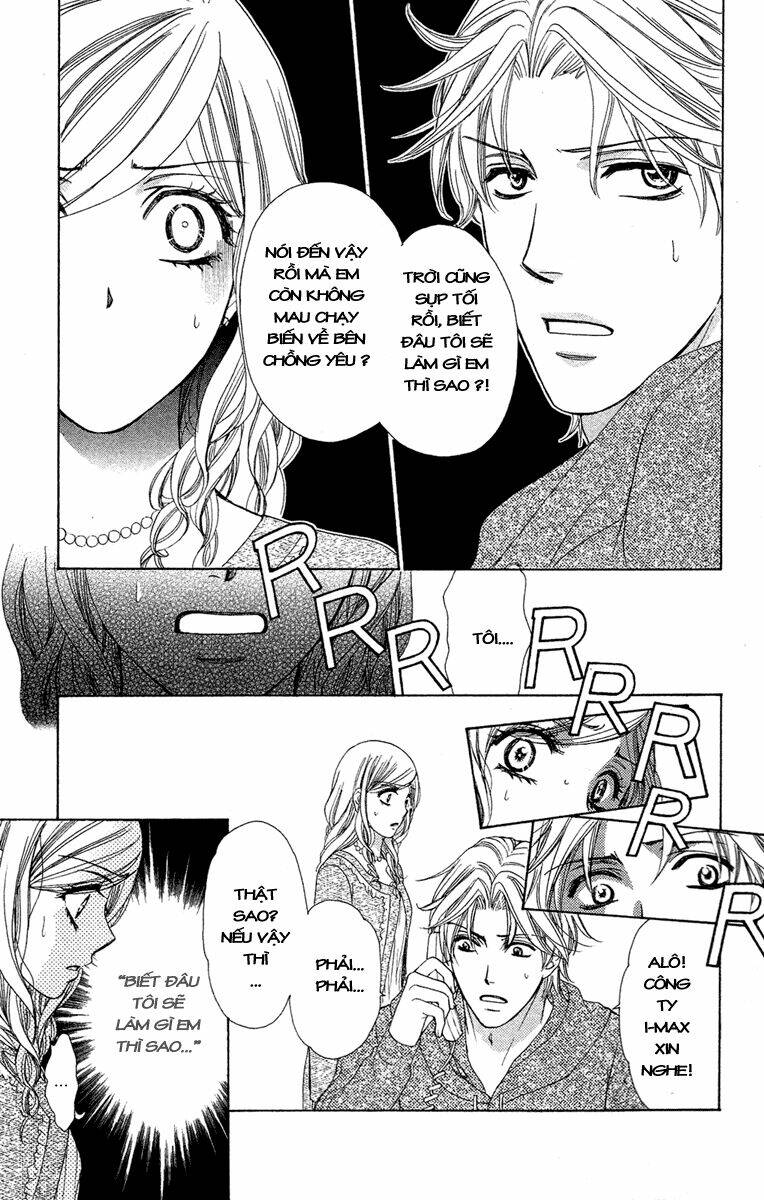 TRỜI CŨNG
SỤP TỐI
RỒI, BIẾT
ĐÂU TÔI SẼ
LÀM GÌ EM
THÌ SAO ?!
NÓI ĐẾN VẬY
RỒI MÀ EM
CÒN KHÔNG
MAU CHẠY
BIẾN VỀ BÊN
CHỒNG YÊU ?
TÔI....
R
R
R
R
R
R
R
R
R
R
ALÔ!
CÔNG
TY
I-MAX
XIN
NGHE!
PHẢI...
PHẢI...
THẬT
SAO?
NẾU VẬY
THÌ
...
"BIẾT ĐÂU
TÔI SẼ
LÀM GÌ EM
THÌ SAO..."
...